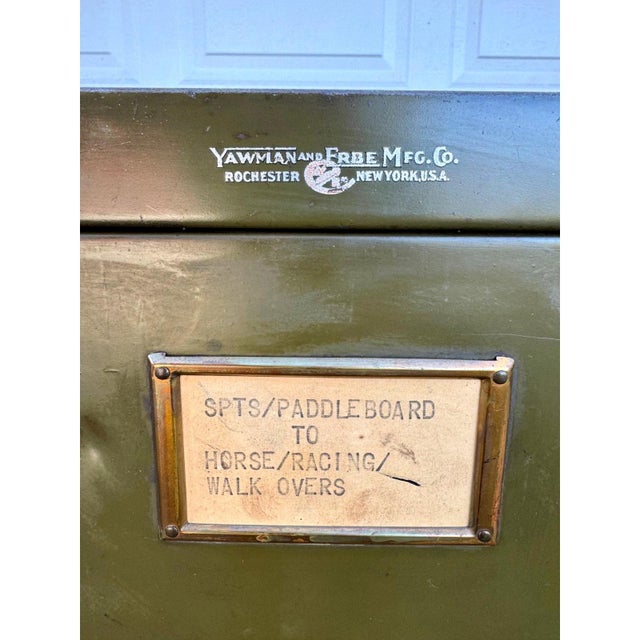 YAWMAN AND ERBE MFG. CO.
ROCHESTER NEW YORK, U.S.A.
SPTS/PADDLEBOARD
TO
HORSE/RACING/
WALK OVERS